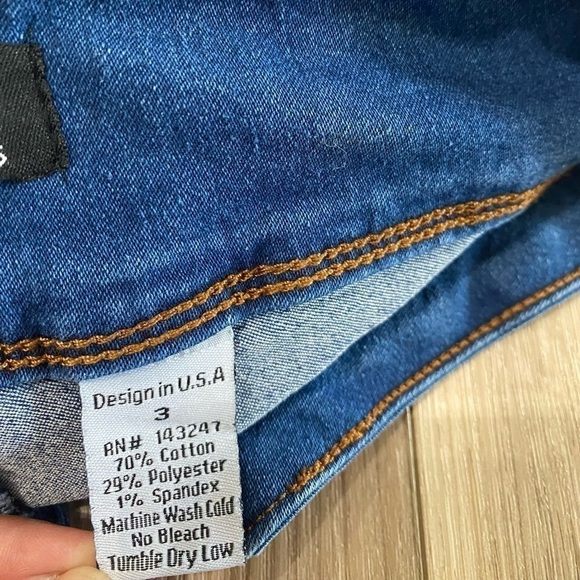 Design in U.S.A
3
RN# 143247
70% Cotton
29% Polyester
1% Spandex
Machine Wash Cold
No Bleach
Tumble Dry Low